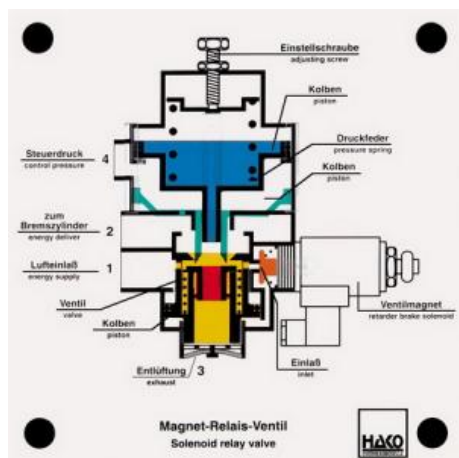 Einstellschraube
adjusting screw
Kolben
piston
Druckfeder
pressure spring
Steuerdruck
control pressure
4
Kolben
piston
zum
Bremszylinder
energy deliver
2
Lufteinlaß
energy supply
1
Ventil
valve
Ventilmagnet
retarder brake solenoid
Kolben
piston
Einlaß
inlet
Entlüftung
exhaust
3
Magnet-Relais-Ventil
Solenoid relay valve
HAKO